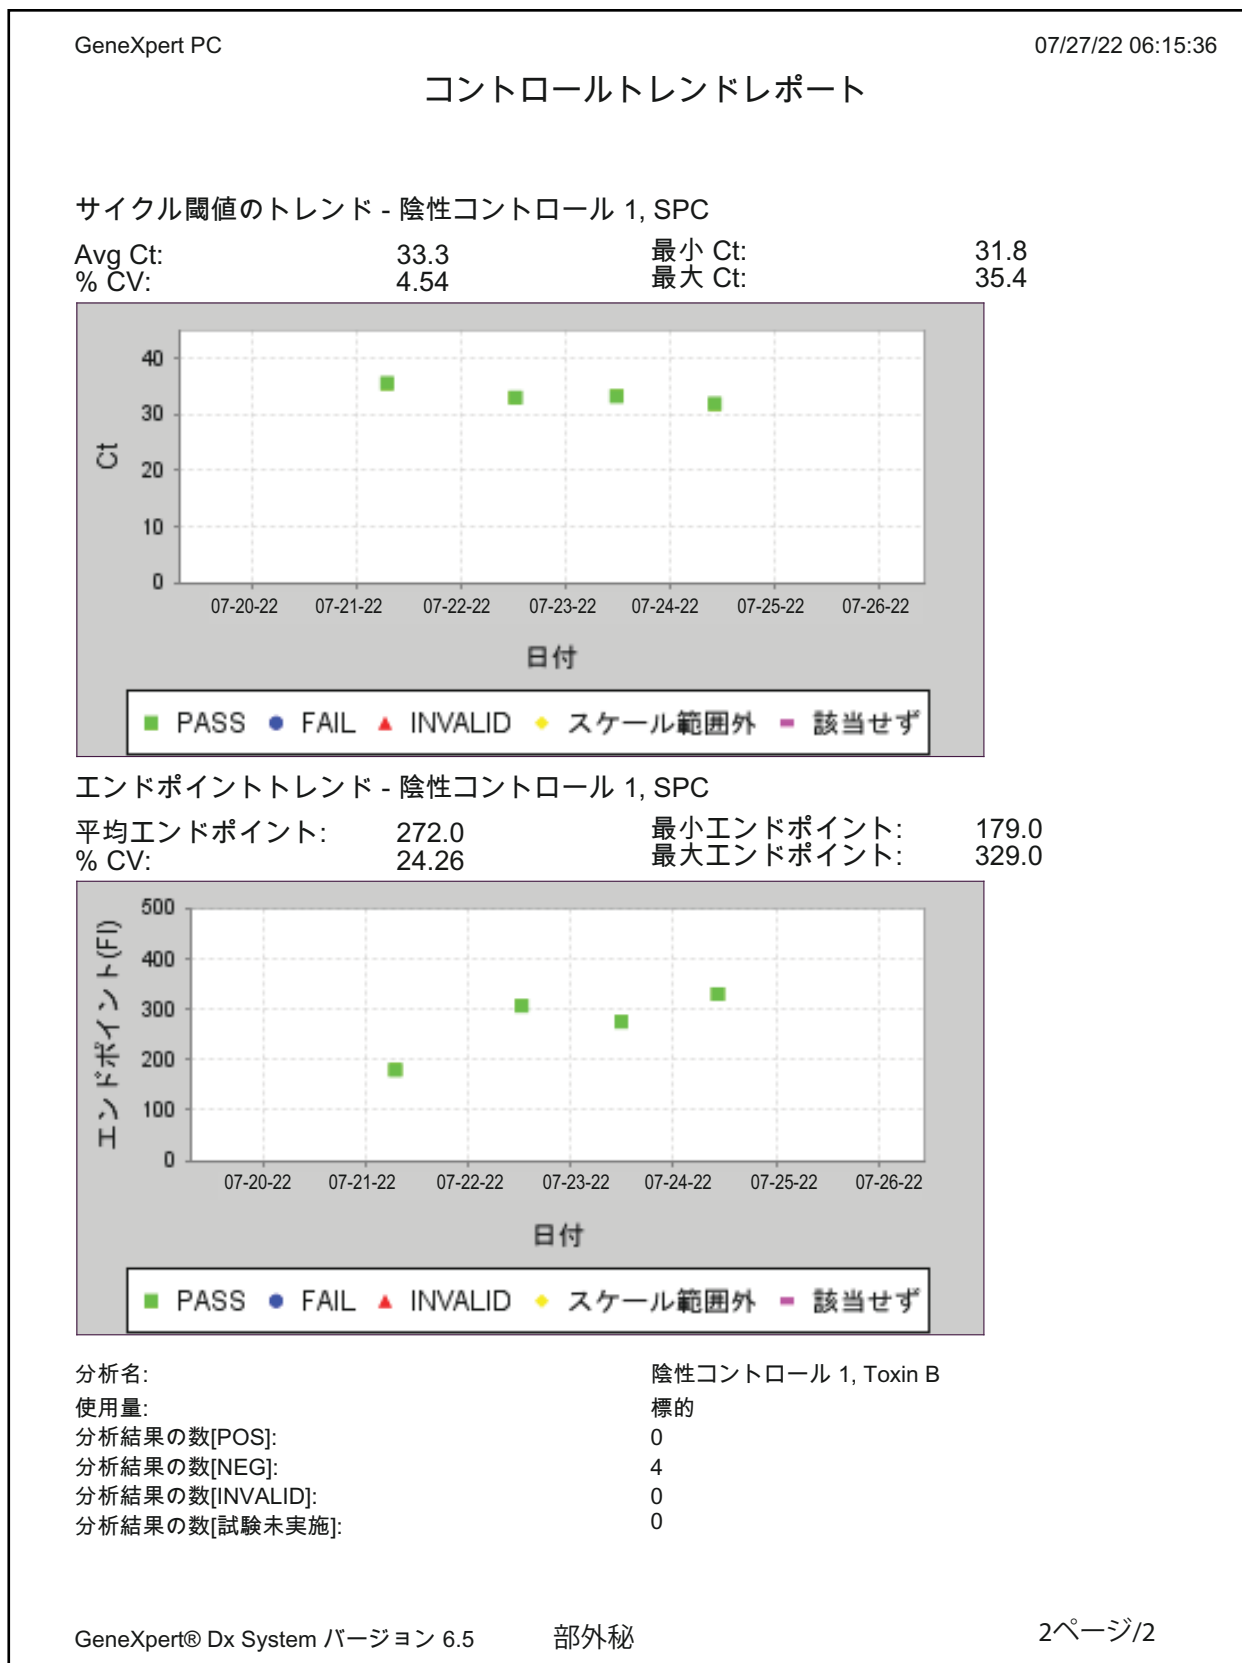 GeneXpert PC 07/27/22 06:15:36
コントロールトレンドレポート
サイクル閾値のトレンド - 陰性コントロール 1, SPC
Avg Ct: 33.3 最小 Ct: 31.8
% CV: 4.54 最大 Ct: 35.4
40
30
Ct
20
10
0
07-20-22 07-21-22 07-22-22 07-23-22 07-24-22 07-25-22 07-26-22
日付
PASS FAIL INVALID スケール範囲外 該当せず
エンドポイントトレンド - 陰性コントロール 1, SPC
平均エンドポイント: 272.0 最小エンドポイント: 179.0
% CV: 24.26 最大エンドポイント: 329.0
500
400
300
エンドポイント(FI)
200
100
0
07-20-22 07-21-22 07-22-22 07-23-22 07-24-22 07-25-22 07-26-22
日付
PASS FAIL INVALID スケール範囲外 該当せず
分析名: 陰性コントロール 1, Toxin B
使用量: 標的
分析結果の数[POS]: 0
分析結果の数[NEG]: 4
分析結果の数[INVALID]: 0
分析結果の数[試験未実施]: 0
GeneXpert® Dx System バージョン 6.5 部外秘 2ページ/2